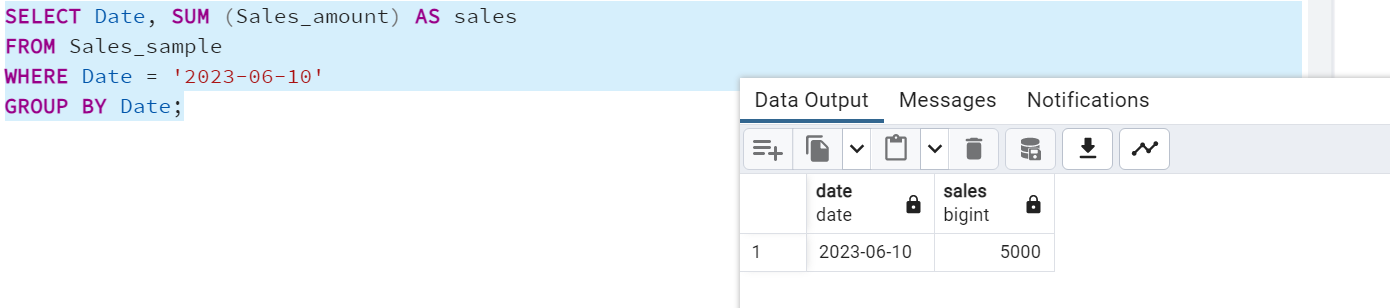 SELECT Date, SUM (Sales_amount) AS sales
FROM Sales_sample
WHERE Date = '2023-06-10'
GROUP BY Date;
Data Output Messages Notifications
date sales
date bigint
1 2023-06-10 5000